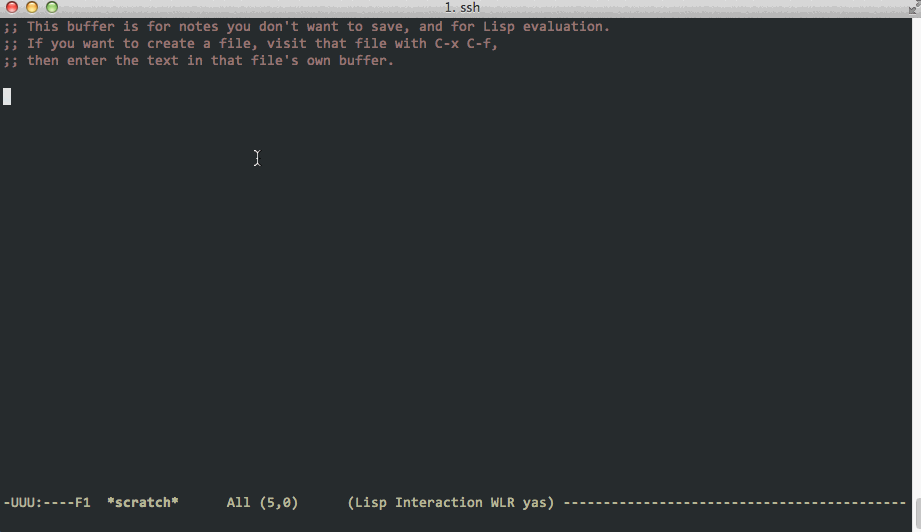 1. ssh
;; This buffer is for notes you don't want to save, and for Lisp evaluation.
;; If you want to create a file, visit that file with C-x C-f,
;; then enter the text in that file's own buffer.
-UUU:----F1  *scratch*      All (5,0)      (Lisp Interaction WLR yas) -------------------------------------------